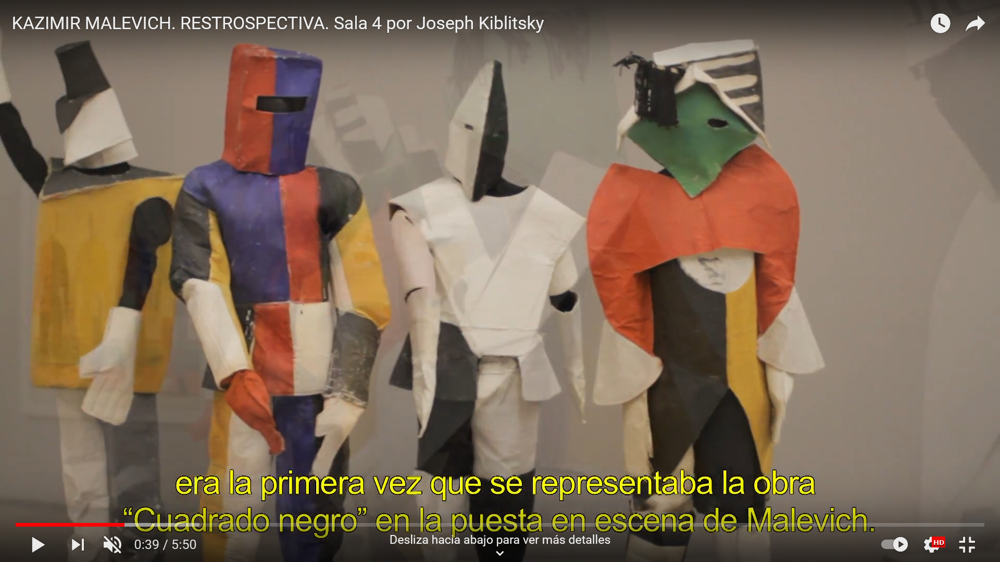 KAZIMIR MALEVICH. RESTROSPECTIVA. Sala 4 por Joseph Kiblitsky
era la primera vez que se representaba la obra
“Cuadrado negro” en la puesta en escena de Malevich.
Desliza hacia abajo para ver más detalles
0:39 / 5:50
HD